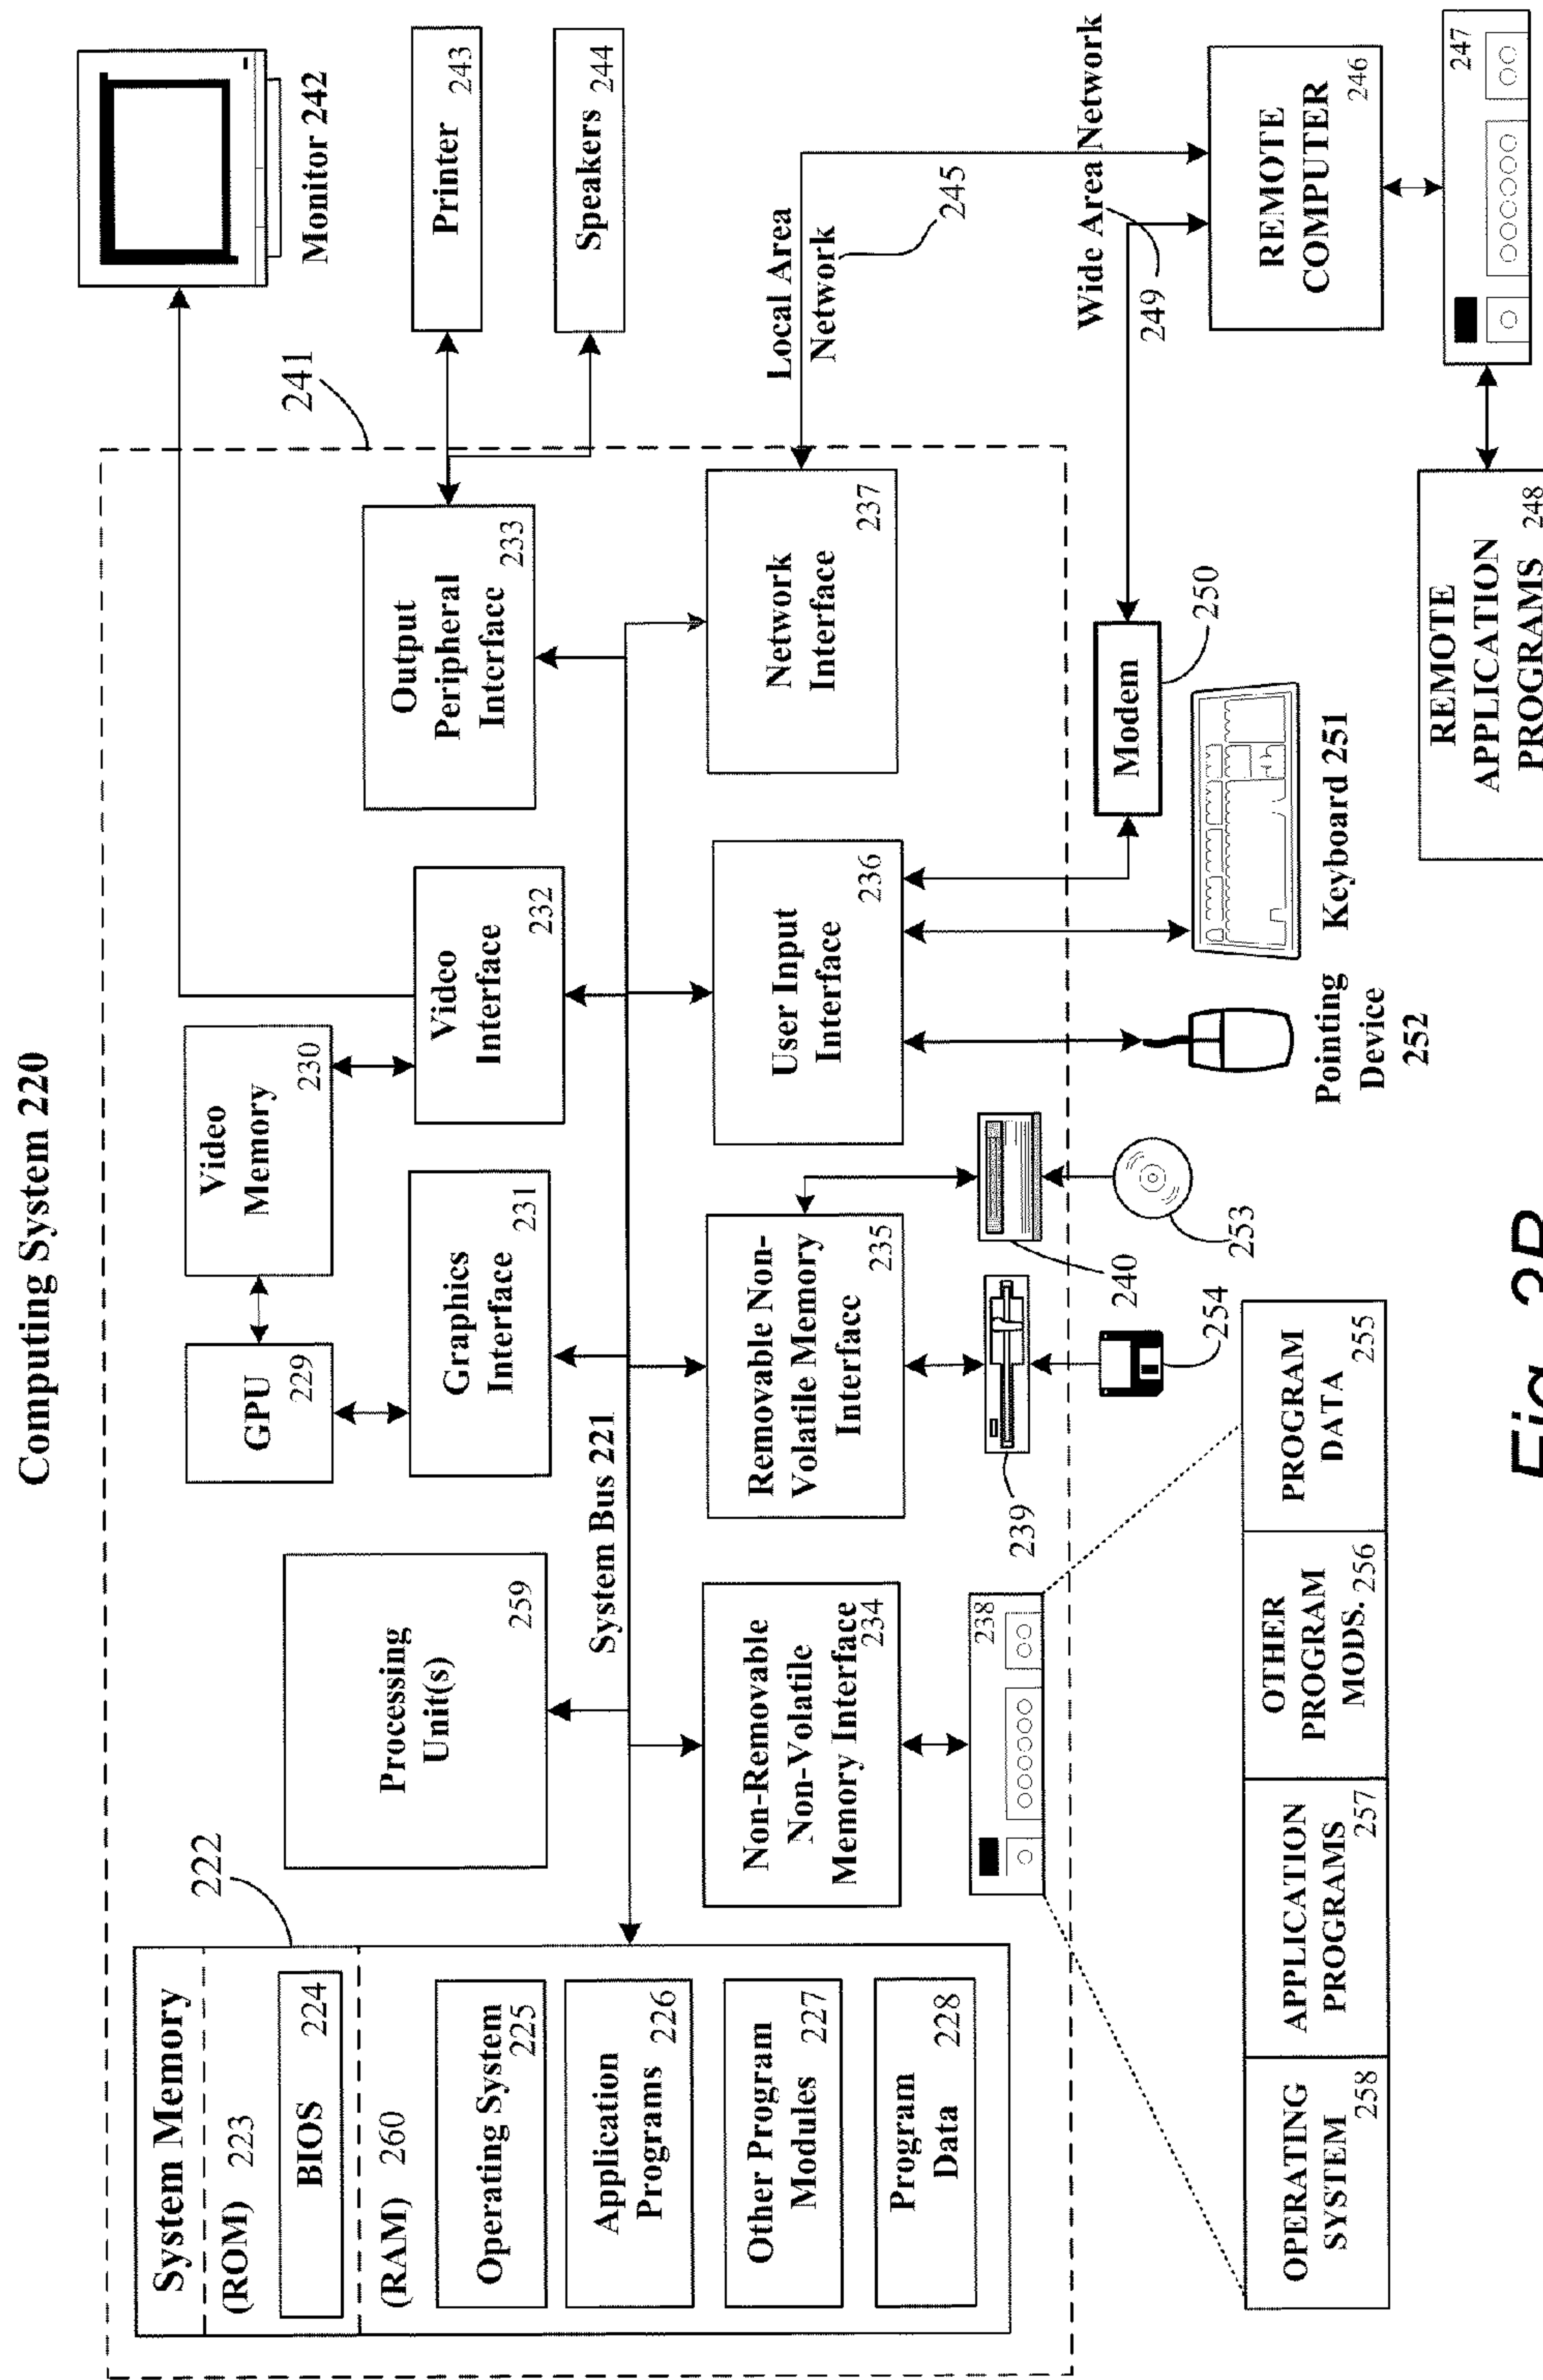 Computing System 220
System Memory
222
(ROM) 223
BIOS 224
(RAM) 260
Operating System
225
Application
Programs 226
Other Program
Modules 227
Program
Data 228
Processing
Unit(s)
259
System Bus 221
GPU
229
Video
Memory
230
Graphics
Interface
231
Video
Interface
232
Output
Peripheral
Interface
233
241
Monitor 242
Printer
243
Speakers
244
Non-Removable
Non-Volatile
Memory Interface
234
Removable Non-
Volatile Memory
Interface
235
User Input
Interface
236
Network
Interface
237
Local Area
Network
245
Wide Area Network
249
238
239
240
254
253
Pointing
Device
252
Keyboard 251
Modem
250
REMOTE
COMPUTER
246
247
REMOTE
APPLICATION
PROGRAMS 248
OPERATING
SYSTEM 258
APPLICATION
PROGRAMS 257
OTHER
PROGRAM
MODS. 256
PROGRAM
DATA
255